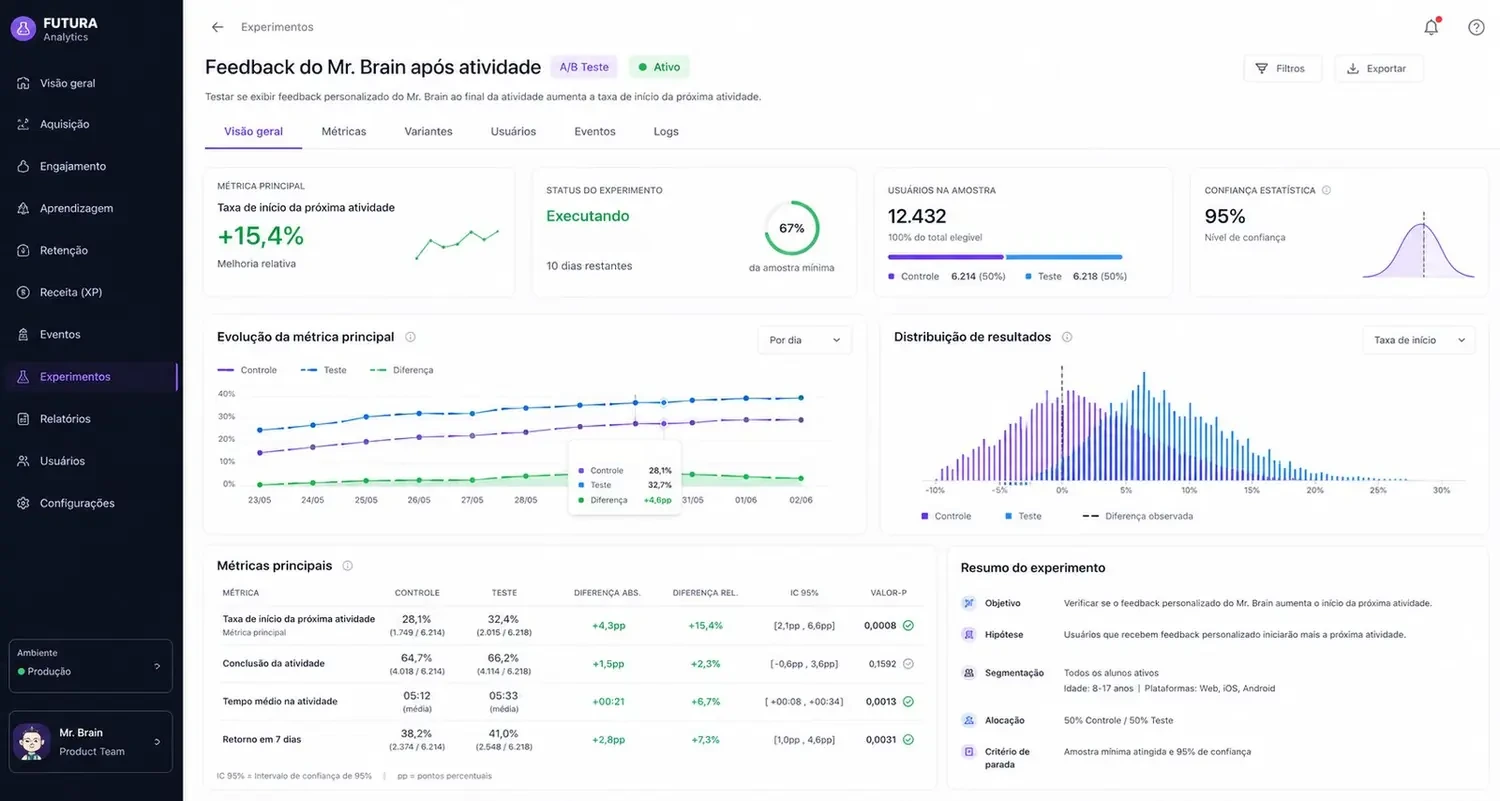 FUTURA
Analytics
Visão geral
Aquisição
Engajamento
Aprendizagem
Retenção
Receita (XP)
Eventos
Experimentos
Relatórios
Usuários
Configurações
Ambiente
Produção
Mr. Brain
Product Team
Experimentos
Feedback do Mr. Brain após atividade A/B Teste Ativo
Filtros
Exportar
Testar se exibir feedback personalizado do Mr. Brain ao final da atividade aumenta a taxa de início da próxima atividade.
Visão geral Métricas Variantes Usuários Eventos Logs
MÉTRICA PRINCIPAL
Taxa de início da próxima atividade
+15,4%
Melhoria relativa
STATUS DO EXPERIMENTO
Executando
10 dias restantes
67%
da amostra mínima
USUÁRIOS NA AMOSTRA
12.432
100% do total elegivel
Controle 6.214 (50%) Teste 6.218 (50%)
CONFIANÇA ESTATÍSTICA
95%
Nível de confiança
Evolução da métrica principal
Por dia
Controle Teste Diferença
40%
30%
20%
10%
0%
23/05 24/05 25/05 26/05 27/05 28/05 31/05 01/06 02/06
Controle 28,1%
Teste 32,7%
Diferença +4,6pp
Distribuição de resultados
Taxa de início
-10% -5% 0% 5% 10% 15% 20% 25% 30%
Controle Teste Diferença observada
Métricas principais
MÉTRICA CONTROLE TESTE DIFERENÇA ABS. DIFERENÇA REL. IC 95% VALOR-P
Taxa de início da próxima atividade 28,1% 32,4% +4,3pp +15,4% [2,1pp , 6,6pp] 0,0008
Métrica principal (1.749 / 6.214) (2.015 / 6.218)
Conclusão da atividade 64,7% 66,2% +1,5pp +2,3% [-0,6pp , 3,6pp] 0,1592
(4.018 / 6.214) (4.114 / 6.218)
Tempo médio na atividade 05:12 05:33 +00:21 +6,7% [ +00:08 , +00:34] 0,0013
(média) (média)
Retorno em 7 dias 38,2% 41,0% +2,8pp +7,3% [1,0pp , 4,6pp] 0,0031
(2.374 / 6.214) (2.548 / 6.218)
IC 95% = Intervalo de confiança de 95% | pp = pontos percentuais
Resumo do experimento
Objetivo Verificar se o feedback personalizado do Mr. Brain aumenta o início da próxima atividade.
Hipótese Usuários que recebem feedback personalizado iniciarão mais a próxima atividade.
Segmentação Todos os alunos ativos
Idade: 8-17 anos | Plataformas: Web, iOS, Android
Alocação 50% Controle / 50% Teste
Critério de parada Amostra mínima atingida e 95% de confiança